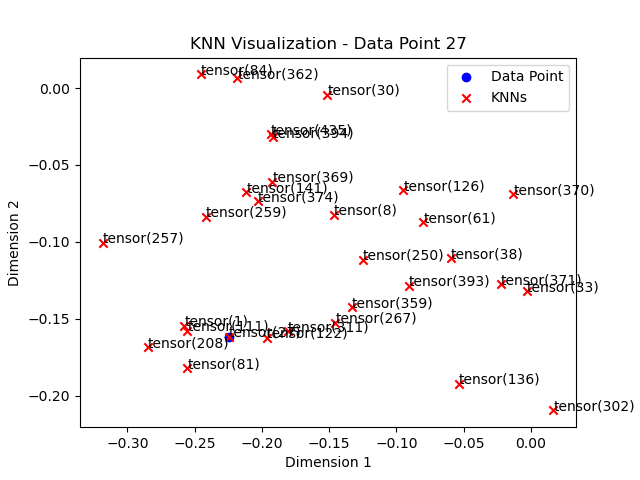 KNN Visualization - Data Point 27
Data Point
KNNs
tensor(84)
tensor(362)
tensor(30)
tensor(435)
tensor(394)
tensor(369)
tensor(141)
tensor(374)
tensor(259)
tensor(8)
tensor(126)
tensor(370)
tensor(61)
tensor(257)
tensor(250)
tensor(38)
tensor(393)
tensor(371)
tensor(33)
tensor(359)
tensor(267)
tensor(1)
tensor(111)
tensor(27)
tensor(122)
tensor(311)
tensor(208)
tensor(81)
tensor(136)
tensor(302)
0.00
−0.05
−0.10
−0.15
−0.20
Dimension 2
−0.30
−0.25
−0.20
−0.15
−0.10
−0.05
0.00
Dimension 1